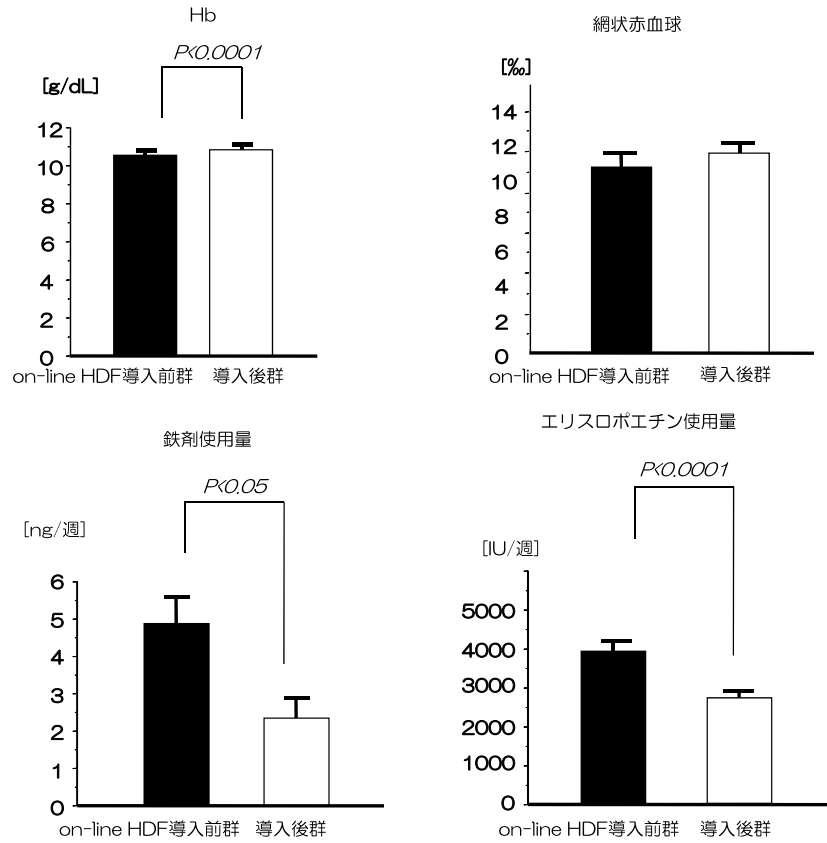 Hb
P<0.0001
[g/dL]
12
10
8
6
4
2
0
on-line HDF導入前群 導入後群
網状赤血球
[‰]
14
12
10
8
6
4
2
0
on-line HDF導入前群 導入後群
鉄剤使用量
P<0.05
[ng/週]
6
5
4
3
2
1
0
on-line HDF導入前群 導入後群
エリスロポエチン使用量
P<0.0001
[IU/週]
5000
4000
3000
2000
1000
0
on-line HDF導入前群 導入後群